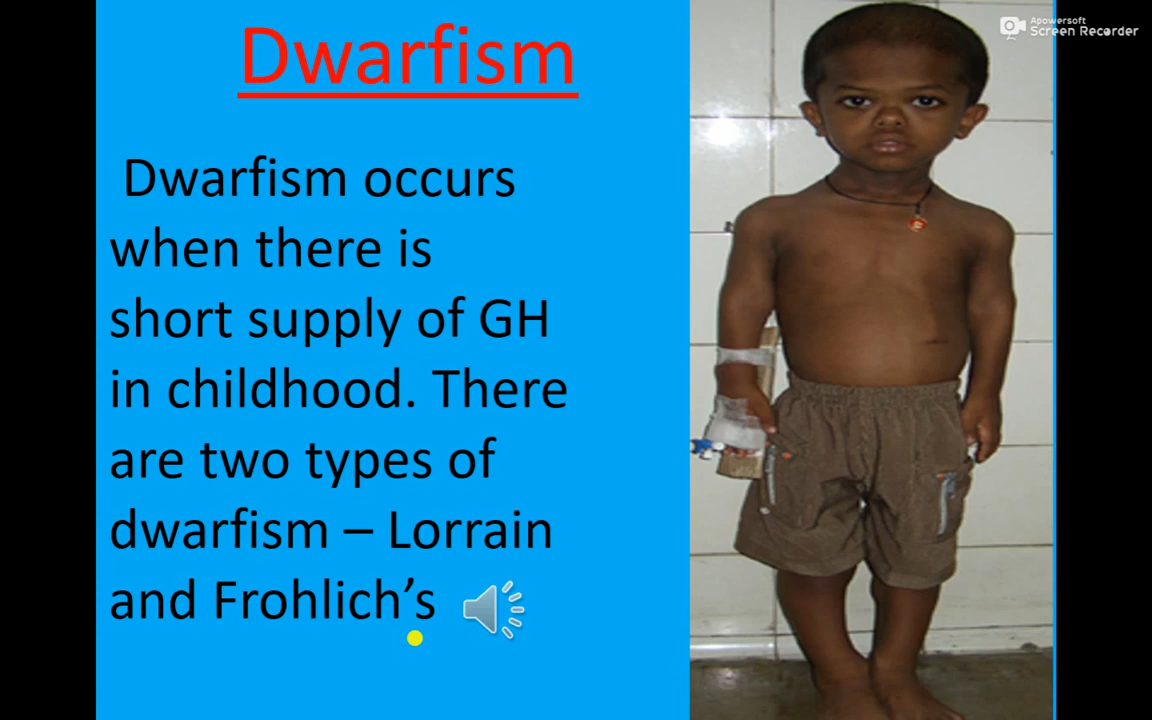 Dwarfism
Apowersoft
Screen Recorder
Dwarfism occurs
when there is
short supply of GH
in childhood. There
are two types of
dwarfism – Lorrain
and Frohlich’s